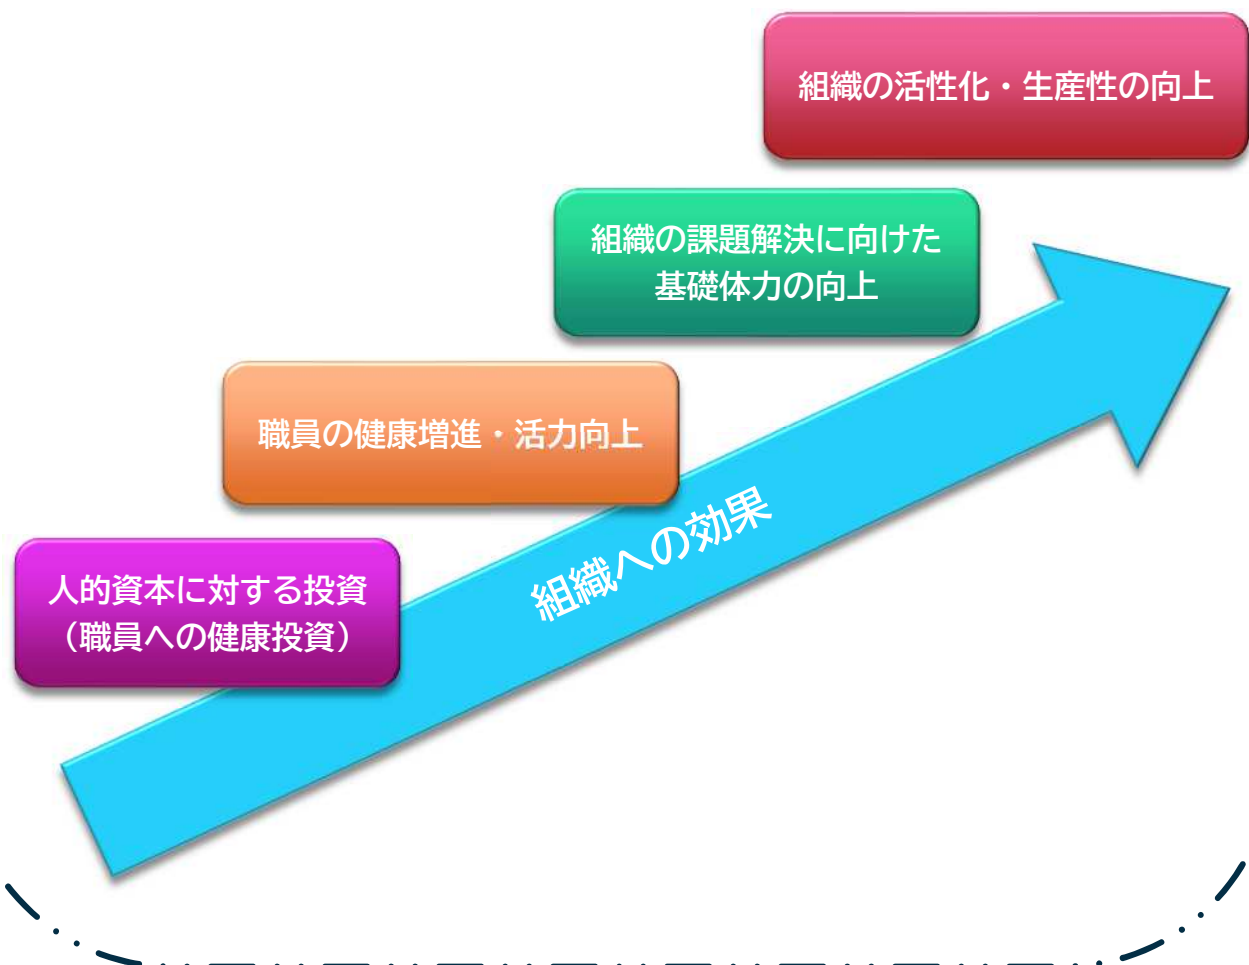 組織の活性化・生産性の向上
組織の課題解決に向けた
基礎体力の向上
職員の健康増進・活力向上
組織への効果
人的資本に対する投資
（職員への健康投資）